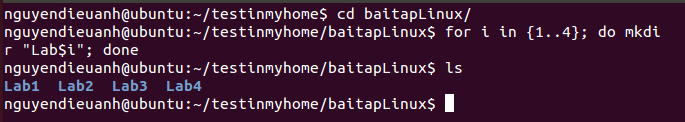 nguyendieuanh@ubuntu:~/testinmyhome$ cd baitapLinux/
nguyendieuanh@ubuntu:~/testinmyhome/baitapLinux$ for i in {1..4}; do mkdi
r "Lab$i"; done
nguyendieuanh@ubuntu:~/testinmyhome/baitapLinux$ ls
Lab1  Lab2  Lab3  Lab4
nguyendieuanh@ubuntu:~/testinmyhome/baitapLinux$